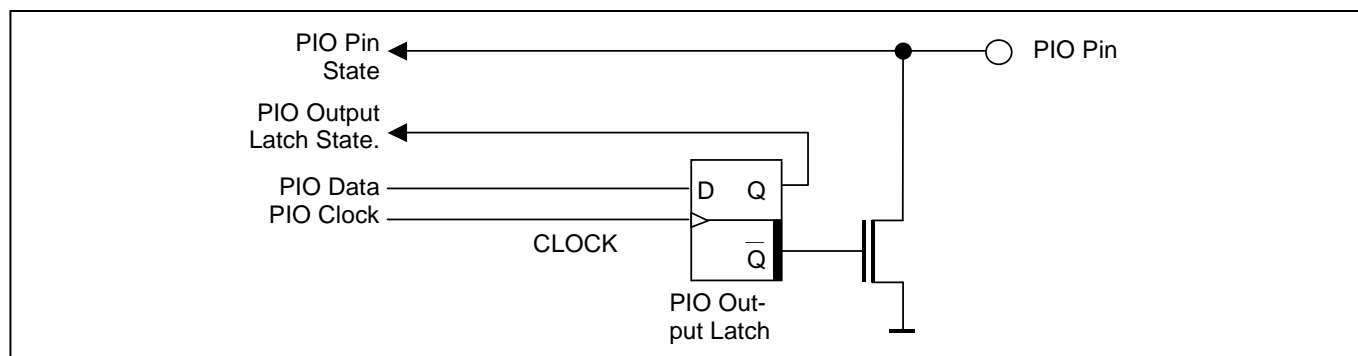 PIO Pin
State
PIO Pin
PIO Output
Latch State.
PIO Data
D
Q
PIO Clock
CLOCK
Q̅
PIO Out-
put Latch